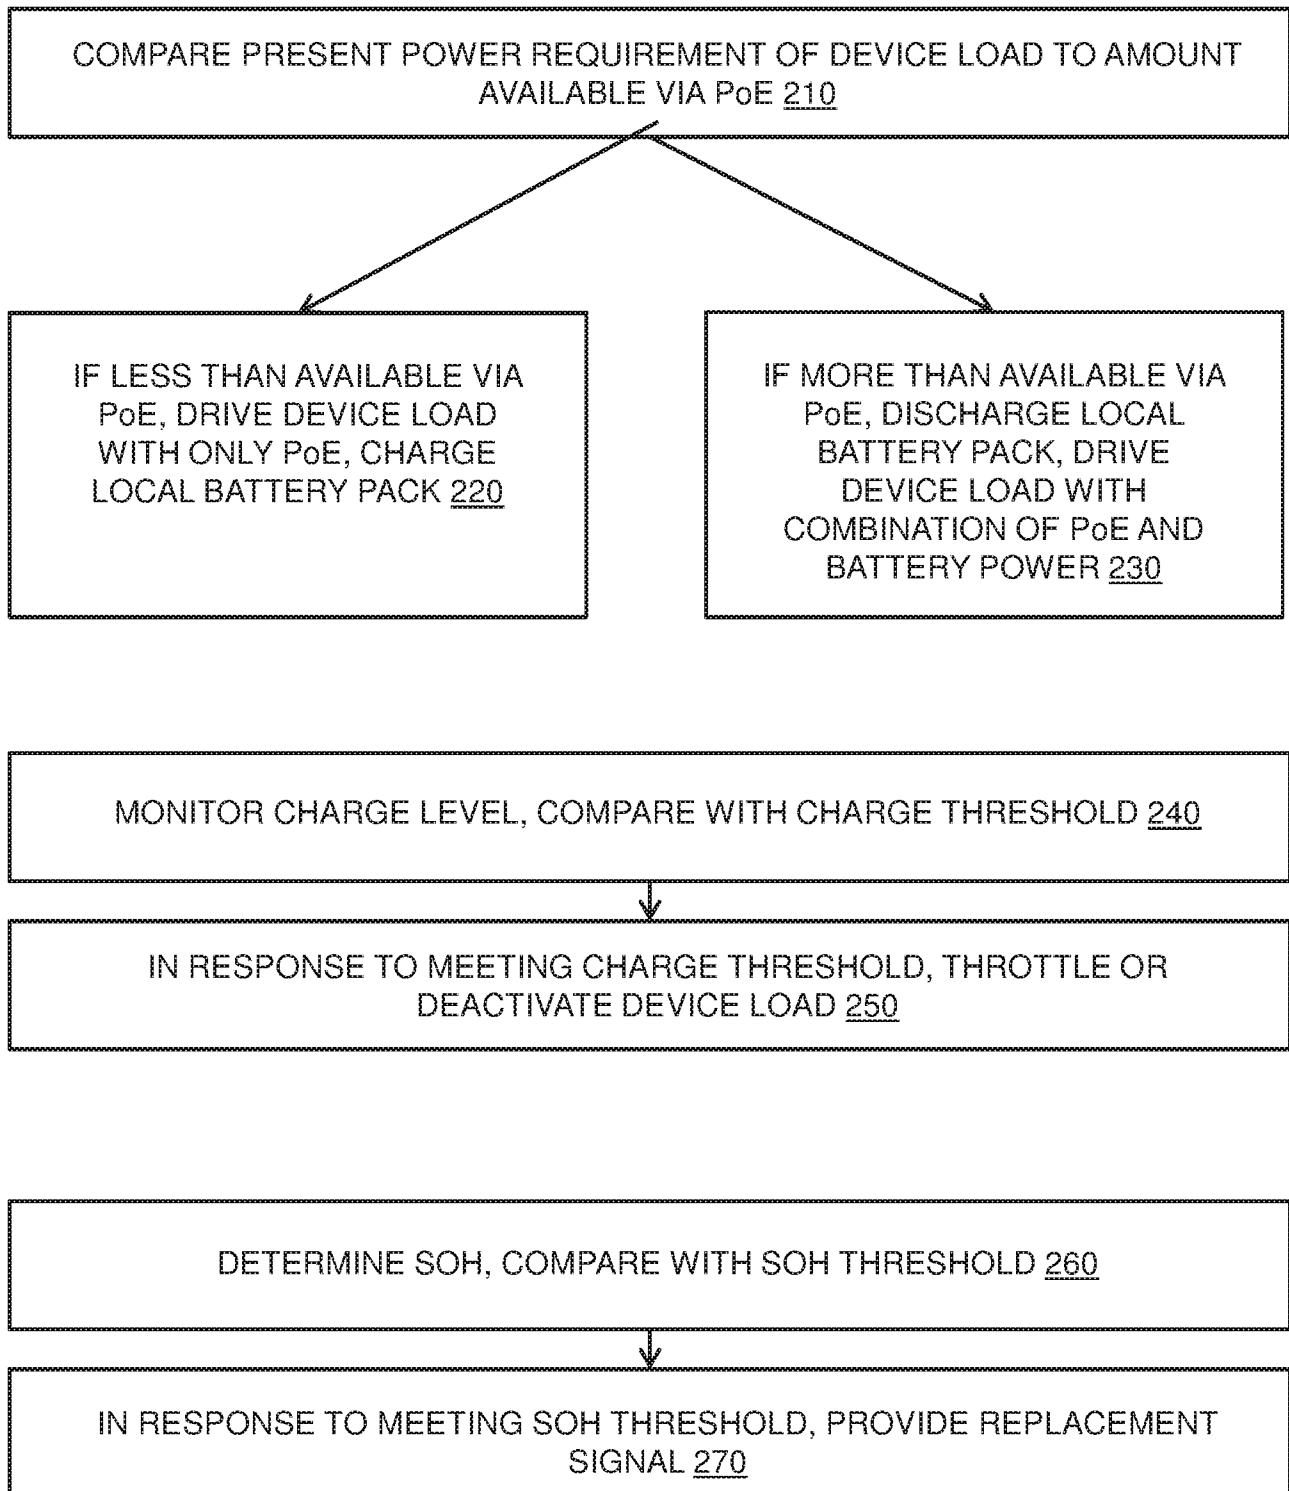 COMPARE PRESENT POWER REQUIREMENT OF DEVICE LOAD TO AMOUNT
AVAILABLE VIA PoE 210
IF LESS THAN AVAILABLE VIA
PoE, DRIVE DEVICE LOAD
WITH ONLY PoE, CHARGE
LOCAL BATTERY PACK 220
IF MORE THAN AVAILABLE VIA
PoE, DISCHARGE LOCAL
BATTERY PACK, DRIVE
DEVICE LOAD WITH
COMBINATION OF PoE AND
BATTERY POWER 230
MONITOR CHARGE LEVEL, COMPARE WITH CHARGE THRESHOLD 240
IN RESPONSE TO MEETING CHARGE THRESHOLD, THROTTLE OR
DEACTIVATE DEVICE LOAD 250
DETERMINE SOH, COMPARE WITH SOH THRESHOLD 260
IN RESPONSE TO MEETING SOH THRESHOLD, PROVIDE REPLACEMENT
SIGNAL 270